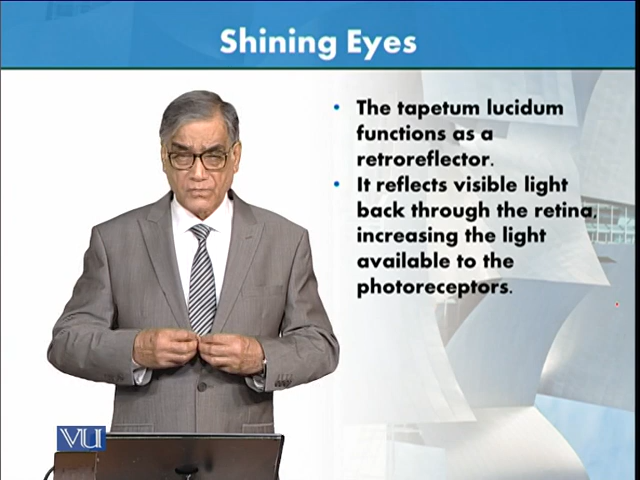 Shining Eyes
• The tapetum lucidum
functions as a
retroreflector.
• It reflects visible light
back through the retina,
increasing the light
available to the
photoreceptors.
VU